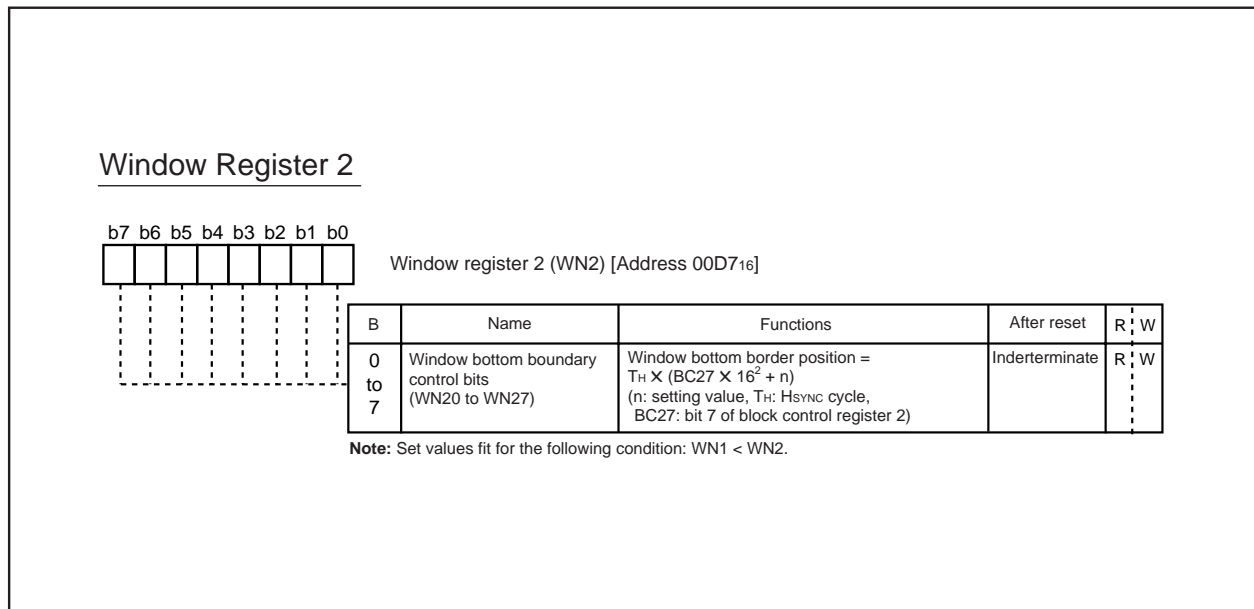 Window Register 2
b7 b6 b5 b4 b3 b2 b1 b0
Window register 2 (WN2) [Address 00D716]
B Name Functions After reset R W
0 to 7
Window bottom boundary
control bits
(WN20 to WN27)
Window bottom border position =
TH X (BC27 X 16² + n)
(n: setting value, TH: HSYNC cycle,
BC27: bit 7 of block control register 2)
Inderterminate R W
Note: Set values fit for the following condition: WN1 < WN2.